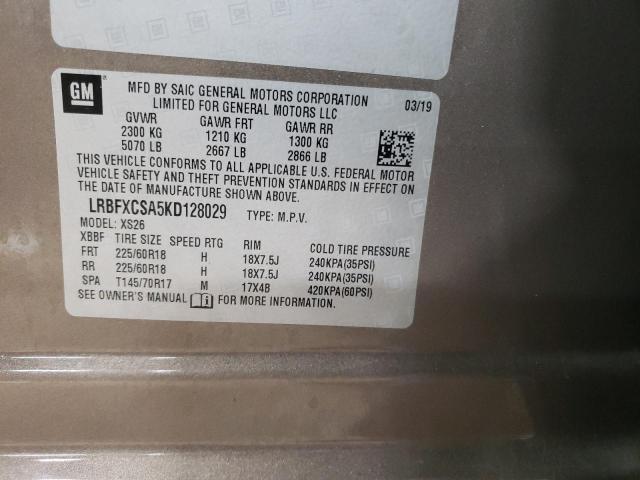 GM
MFD BY SAIC GENERAL MOTORS CORPORATION
LIMITED FOR GENERAL MOTORS LLC
03/19
GVWR GAWR FRT GAWR RR
2300 KG 1210 KG 1300 KG
5070 LB 2667 LB 2866 LB
THIS VEHICLE CONFORMS TO ALL APPLICABLE U.S. FEDERAL MOTOR
VEHICLE SAFETY AND THEFT PREVENTION STANDARDS IN EFFECT ON
THE DATE OF MANUFACTURE SHOWN ABOVE.
LRBFXCSA5KD128029 TYPE: M.P.V.
MODEL: XS26
XBBF TIRE SIZE SPEED RTG RIM COLD TIRE PRESSURE
FRT 225/60R18 H 18X7.5J 240KPA(35PSI)
RR 225/60R18 H 18X7.5J 240KPA(35PSI)
SPA T145/70R17 M 17X4B 420KPA(60PSI)
SEE OWNER'S MANUAL FOR MORE INFORMATION.